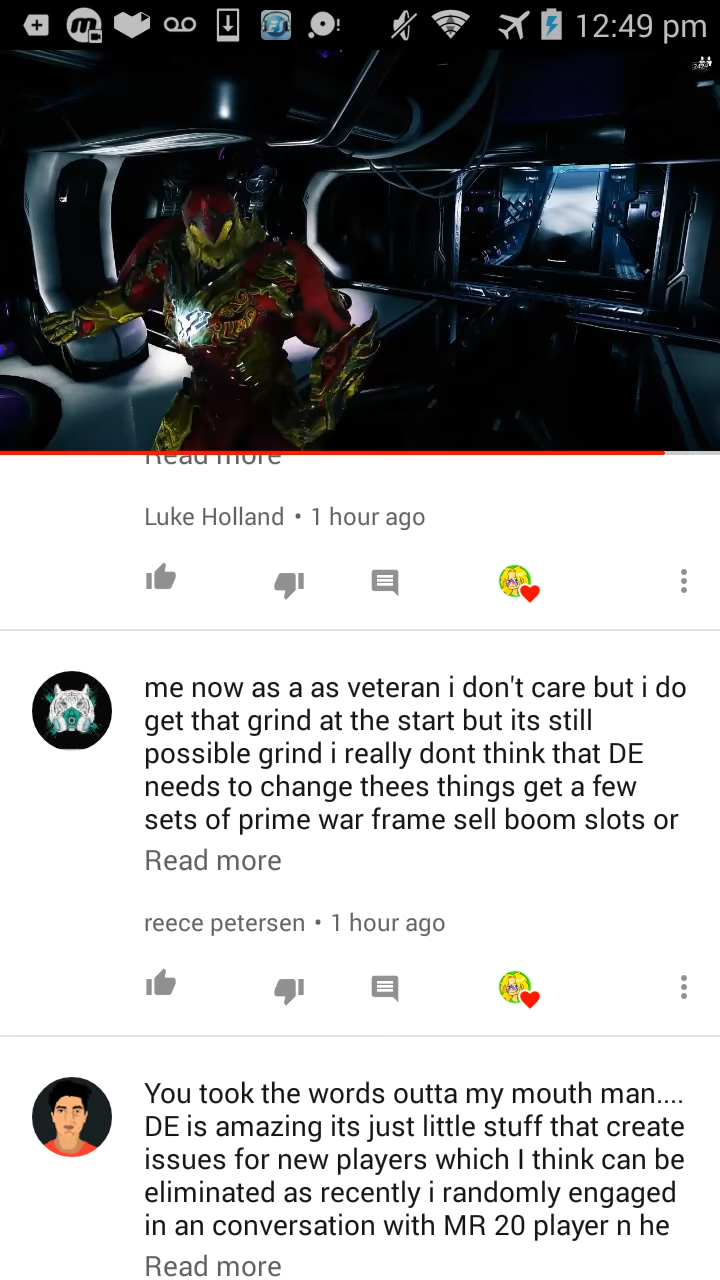 12:49 pm
Read more
Luke Holland • 1 hour ago
me now as a as veteran i don't care but i do
get that grind at the start but its still
possible grind i really dont think that DE
needs to change thees things get a few
sets of prime war frame sell boom slots or
Read more
reece petersen • 1 hour ago
You took the words outta my mouth man....
DE is amazing its just little stuff that create
issues for new players which I think can be
eliminated as recently i randomly engaged
in an conversation with MR 20 player n he
Read more